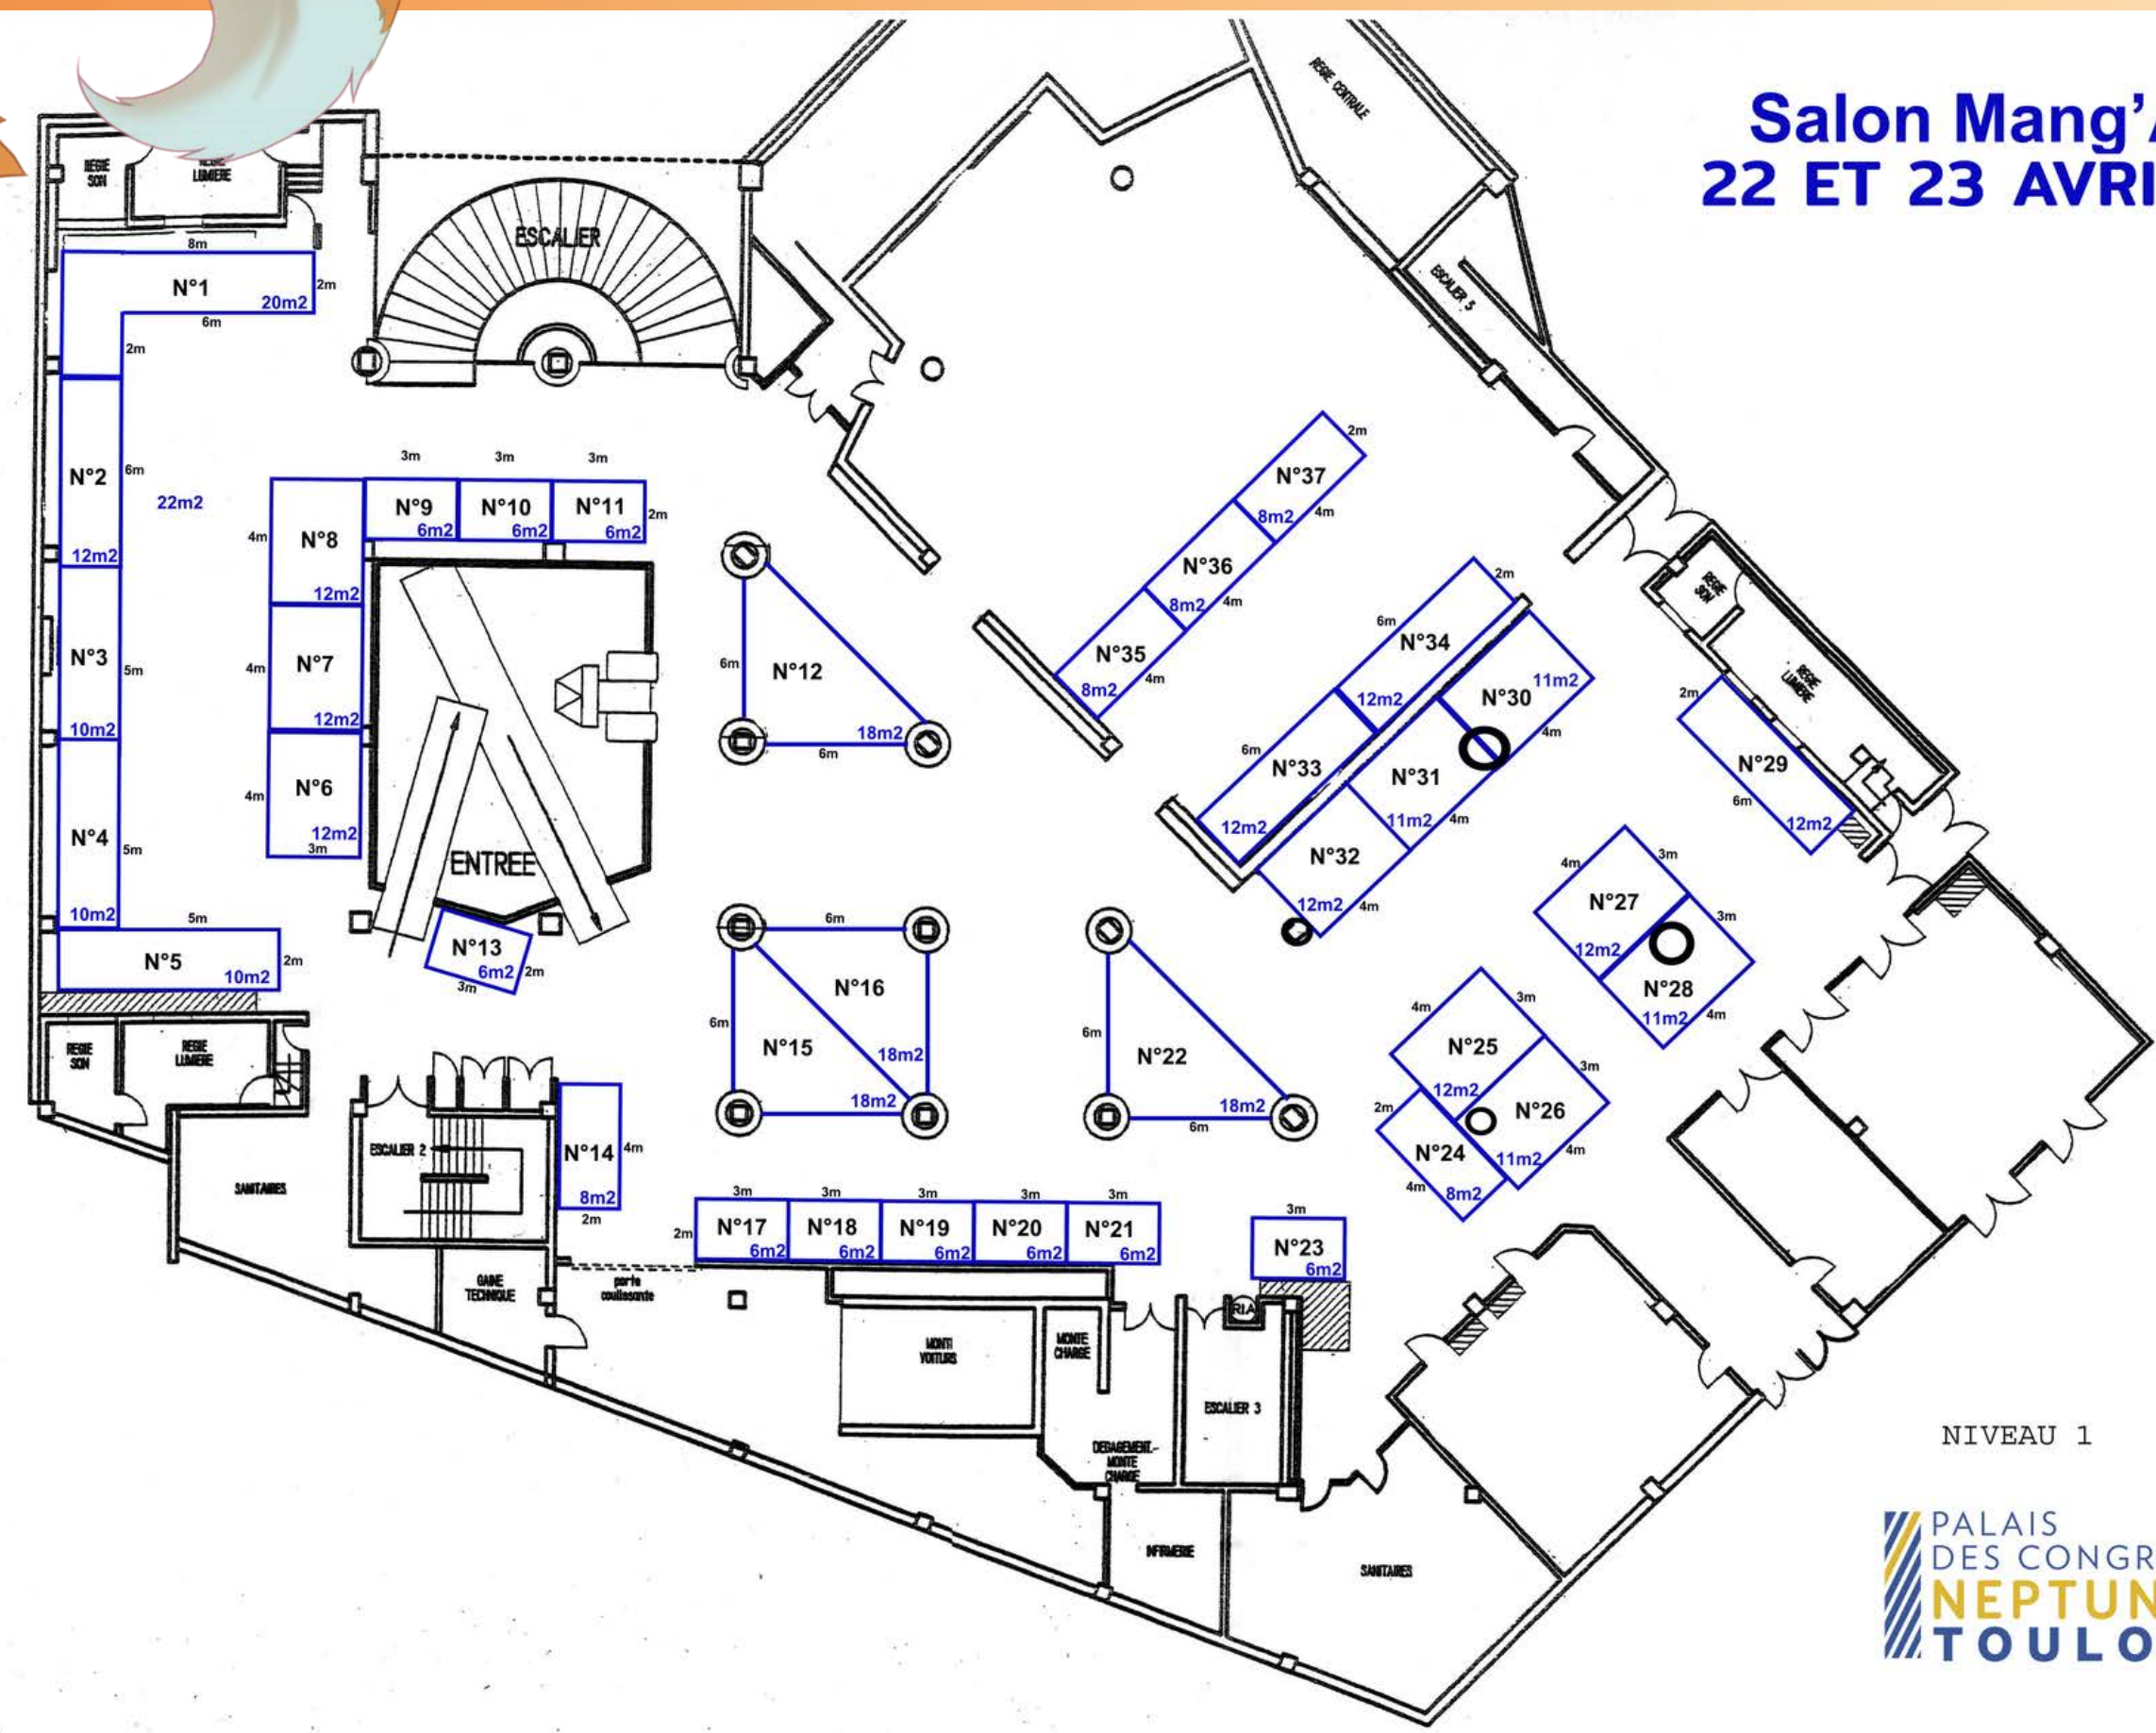 Salon Mang'A
22 ET 23 AVRI
REGIE CENTRALE
REGIE
SON
LUMIERE
ESCALIER
ESCALIER 5
8m
N°1
2m
20m2
6m
2m
N°2
6m
22m2
12m2
N°3
5m
10m2
N°4
5m
10m2
5m
N°5
2m
10m2
3m
3m
3m
N°8
4m
12m2
N°9
6m2
N°10
6m2
N°11
6m2
2m
4m
N°7
12m2
4m
N°6
12m2
3m
ENTREE
6m
N°12
18m2
6m
N°13
6m2
2m
3m
N°37
2m
8m2
4m
N°36
8m2
4m
N°35
8m2
4m
2m
6m
N°34
12m2
6m
N°33
12m2
N°30
11m2
4m
N°31
11m2
4m
N°32
12m2
4m
REGIE
SON
REGIE
LUMIERE
2m
N°29
6m
12m2
4m
3m
N°27
12m2
3m
N°28
11m2
4m
6m
N°16
6m
N°15
18m2
18m2
6m
N°22
18m2
6m
4m
3m
N°25
12m2
3m
N°26
11m2
4m
2m
N°24
4m
8m2
REGIE
SON
REGIE
LUMIERE
SANITAIRES
ESCALIER 2
N°14
4m
8m2
2m
GAINE
TECHNIQUE
porte
coulissante
3m
3m
3m
3m
3m
2m
N°17
6m2
N°18
6m2
N°19
6m2
N°20
6m2
N°21
6m2
3m
N°23
6m2
RIA
MONTE
CHARGE
VOITURS
ESCALIER 3
DEGAGEMENT-
MONTE
CHARGE
INFIRMERIE
SANITAIRES
NIVEAU 1
PALAIS
DES CONGR
NEPTUN
TOULO